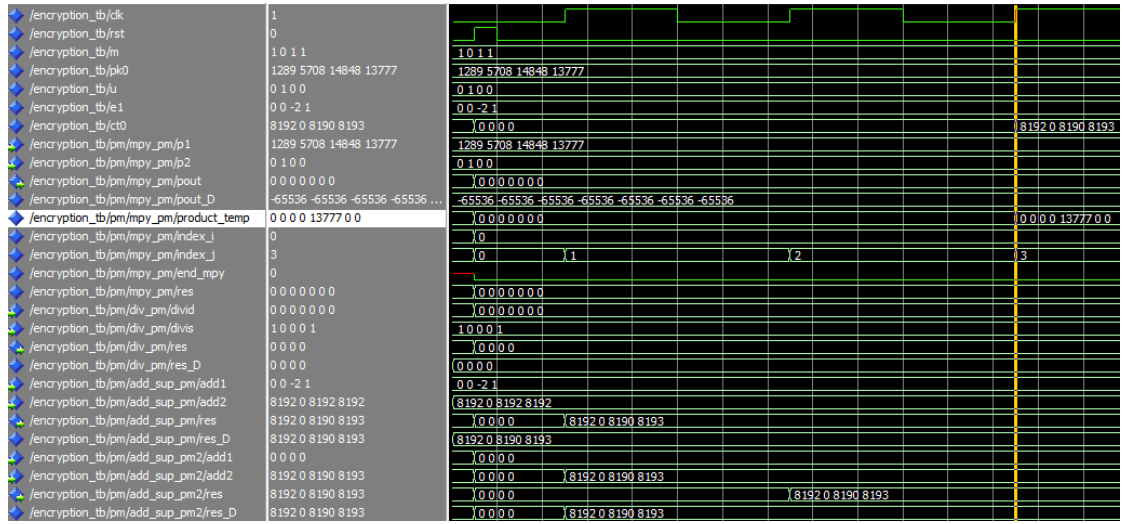 /encryption_tb/clk 1
/encryption_tb/rst 0
/encryption_tb/m 1 0 1 1 1 0 1 1
/encryption_tb/pk0 1289 5708 14848 13777 1289 5708 14848 13777
/encryption_tb/u 0 1 0 0 0 1 0 0
/encryption_tb/e1 0 0 -2 1 0 0 -2 1
/encryption_tb/ct0 8192 0 8190 8193 0 0 0 0 8192 0 8190 8193
/encryption_tb/pm/mpy_pm/p1 1289 5708 14848 13777 1289 5708 14848 13777
/encryption_tb/pm/mpy_pm/p2 0 1 0 0 0 1 0 0
/encryption_tb/pm/mpy_pm/pout 0 0 0 0 0 0 0 0 0 0 0 0 0 0
/encryption_tb/pm/mpy_pm/pout_D -65536 -65536 -65536 -65536 ... -65536 -65536 -65536 -65536 -65536 -65536 -65536
/encryption_tb/pm/mpy_pm/product_temp 0 0 0 0 13777 0 0 0 0 0 0 0 0 0 0 0 0 0 13777 0 0
/encryption_tb/pm/mpy_pm/index_i 0 0
/encryption_tb/pm/mpy_pm/index_j 3 0 1 2 3
/encryption_tb/pm/mpy_pm/end_mpy 0
/encryption_tb/pm/mpy_pm/res 0 0 0 0 0 0 0 0 0 0 0 0 0 0
/encryption_tb/pm/div_pm/divid 0 0 0 0 0 0 0 0 0 0 0 0 0 0
/encryption_tb/pm/div_pm/divis 1 0 0 0 1 1 0 0 0 1
/encryption_tb/pm/div_pm/res 0 0 0 0 0 0 0 0
/encryption_tb/pm/div_pm/res_D 0 0 0 0 0 0 0 0
/encryption_tb/pm/add_sup_pm/add1 0 0 -2 1 0 0 -2 1
/encryption_tb/pm/add_sup_pm/add2 8192 0 8192 8192 8192 0 8192 8192
/encryption_tb/pm/add_sup_pm/res 8192 0 8190 8193 0 0 0 0 8192 0 8190 8193
/encryption_tb/pm/add_sup_pm/res_D 8192 0 8190 8193 8192 0 8190 8193
/encryption_tb/pm/add_sup_pm2/add1 0 0 0 0 0 0 0 0
/encryption_tb/pm/add_sup_pm2/add2 8192 0 8190 8193 0 0 0 0 8192 0 8190 8193
/encryption_tb/pm/add_sup_pm2/res 8192 0 8190 8193 0 0 0 0 8192 0 8190 8193
/encryption_tb/pm/add_sup_pm2/res_D 8192 0 8190 8193 0 0 0 0 8192 0 8190 8193